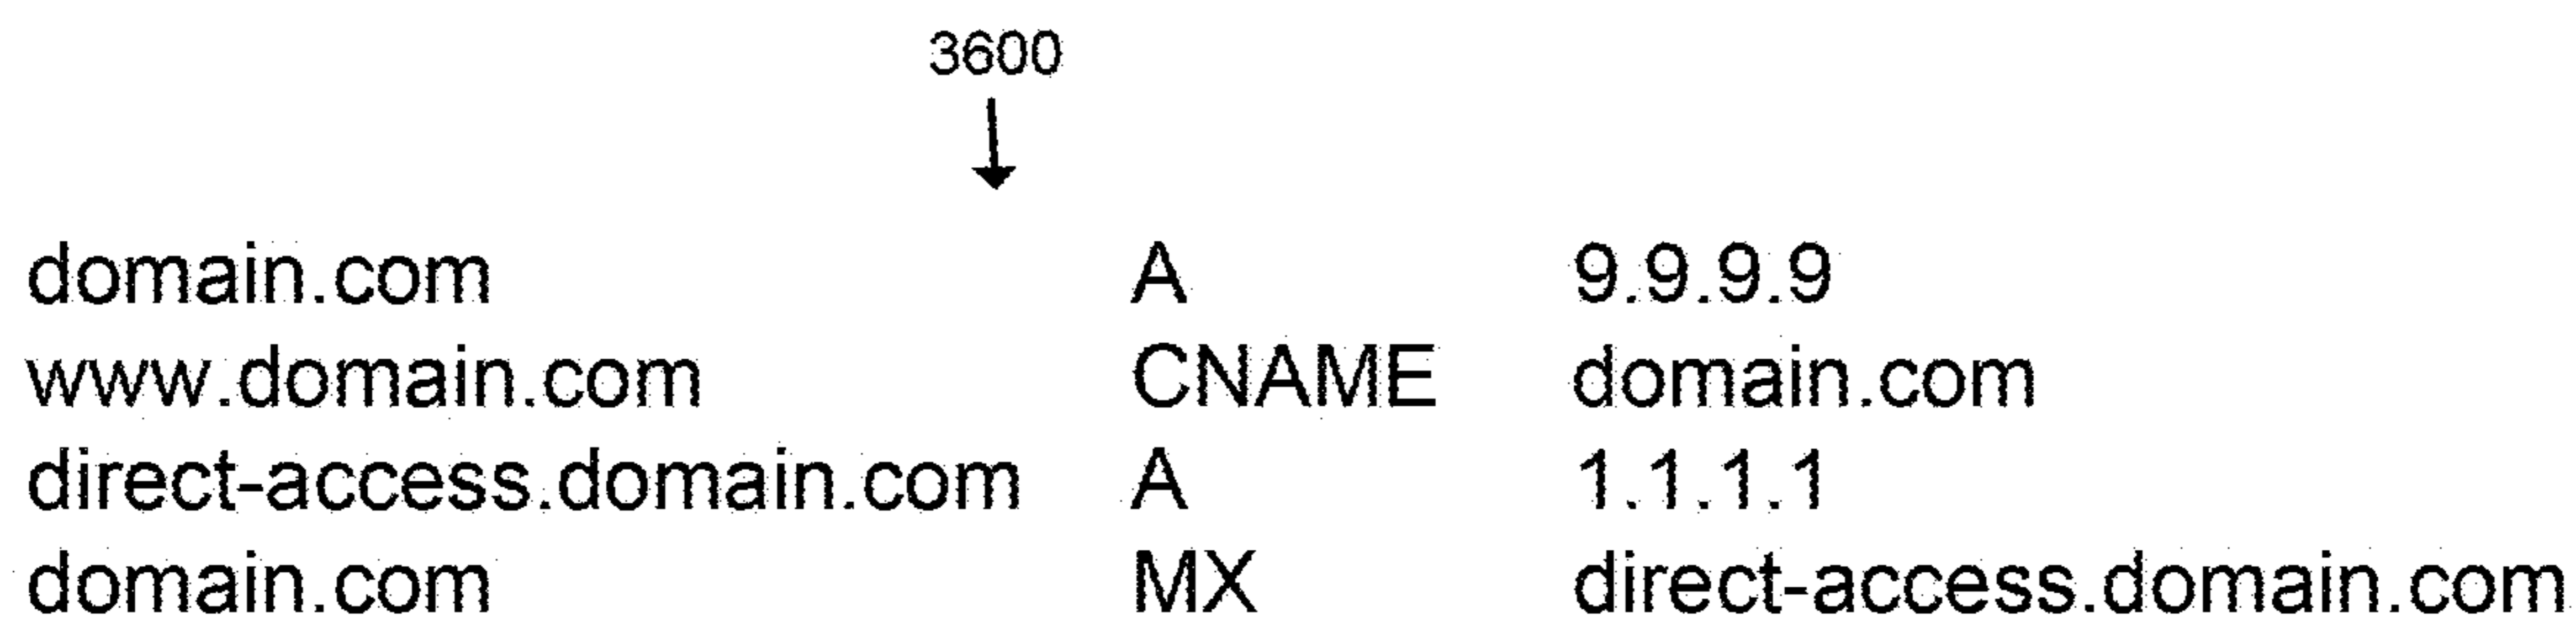 3600
domain.com A 9.9.9.9
www.domain.com CNAME domain.com
direct-access.domain.com A 1.1.1.1
domain.com MX direct-access.domain.com